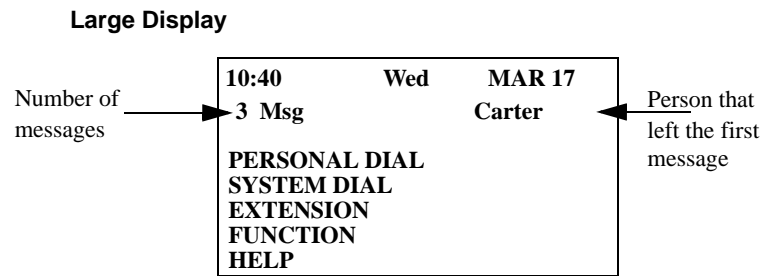 Large Display
10:40 Wed MAR 17
3 Msg Carter
Number of
messages
Person that
left the first
message
PERSONAL DIAL
SYSTEM DIAL
EXTENSION
FUNCTION
HELP